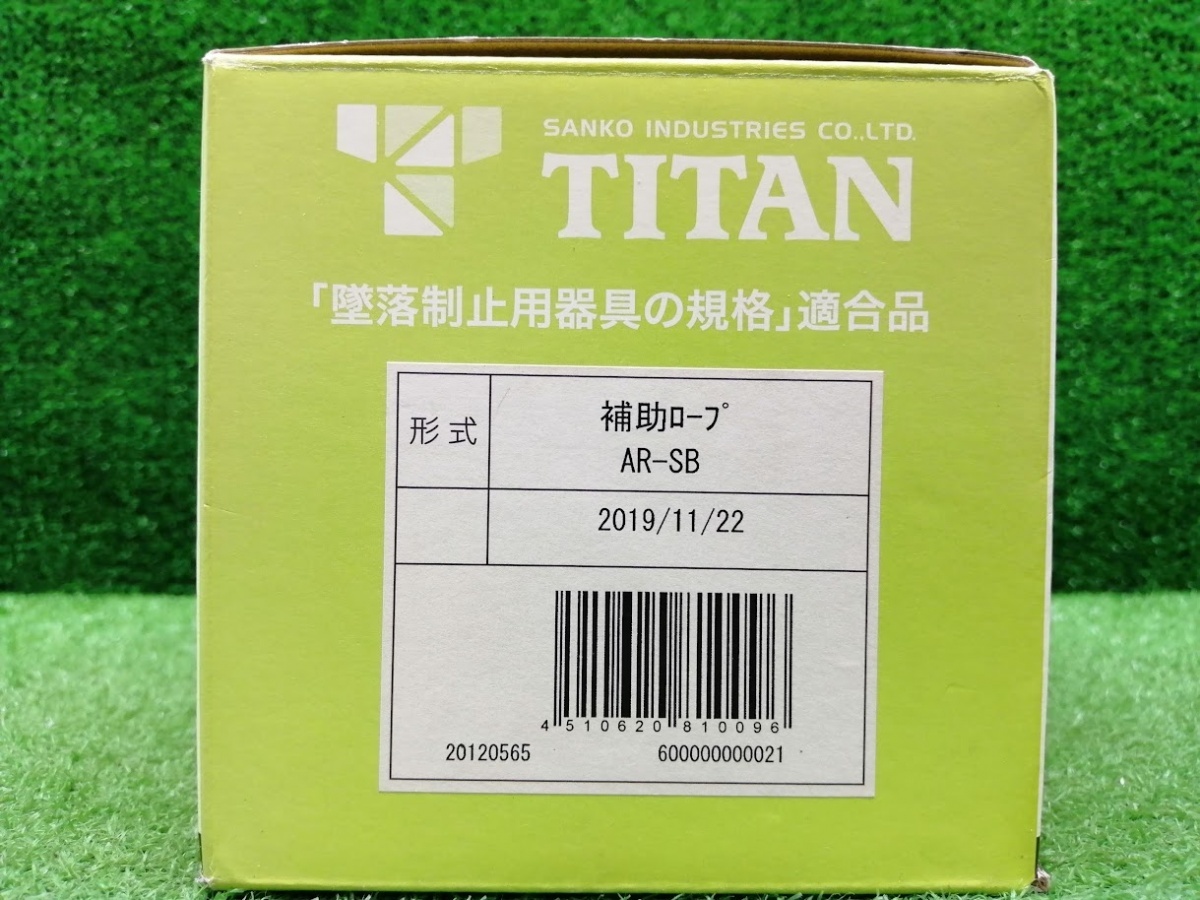 SANKO INDUSTRIES CO.,LTD.
TITAN
「墜落制止用器具の規格」適合品
形式
補助ﾛｰﾌﾟ
AR-SB
2019/11/22
4 510620 810096
20120565
600000000021